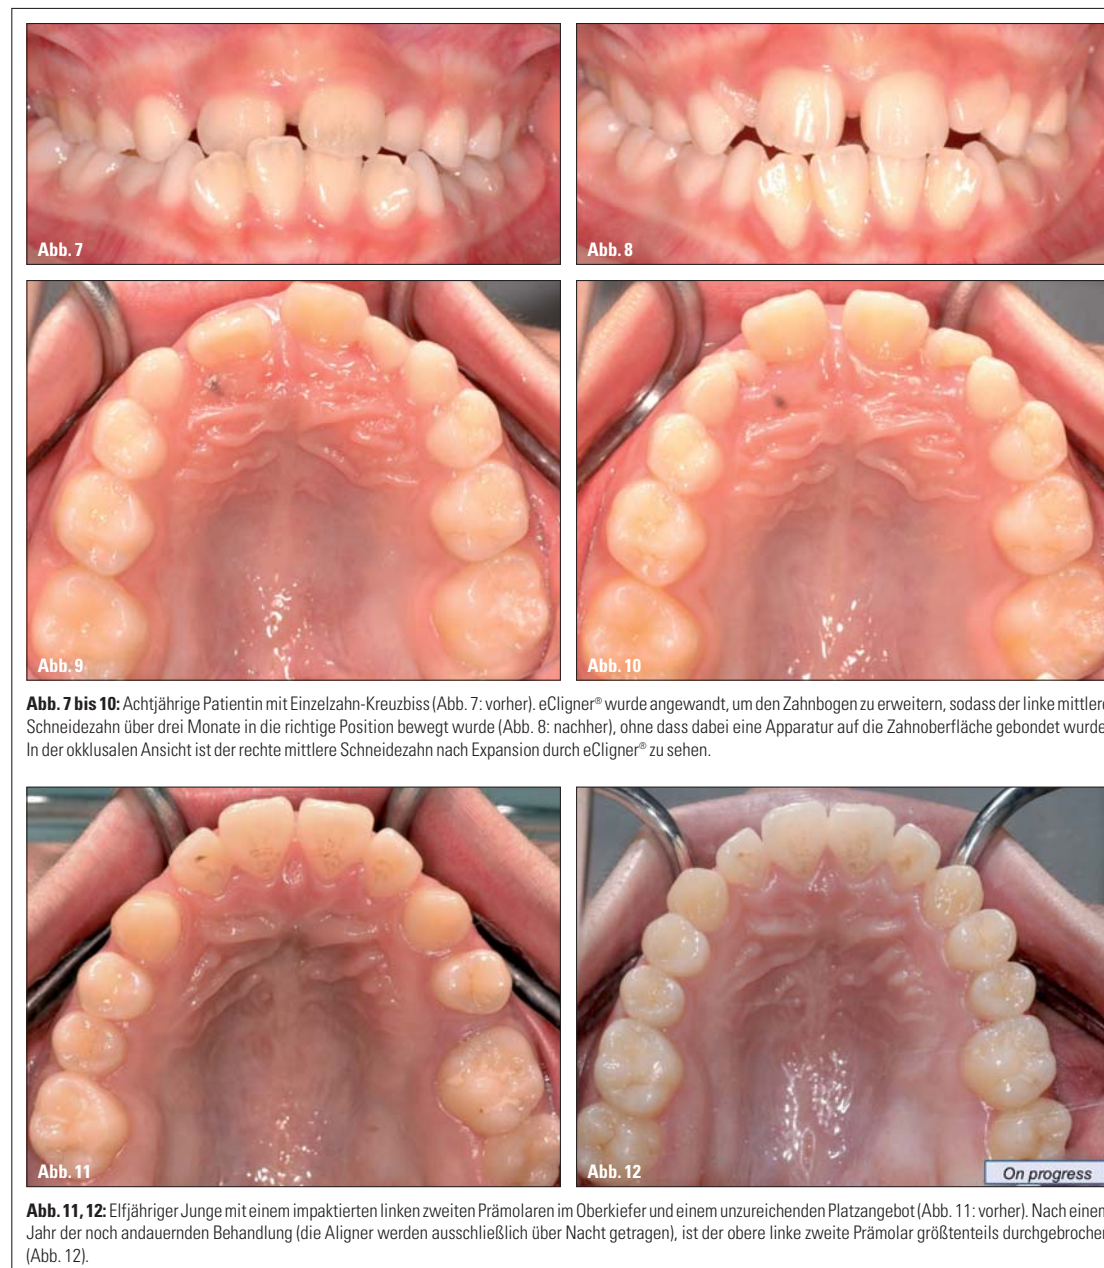 Abb. 7
Abb. 8
Abb. 9
Abb. 10
Abb. 7 bis 10: Achtjährige Patientin mit Einzelzahn-Kreuzbiss (Abb. 7: vorher). eCligner® wurde angewandt, um den Zahnbogen zu erweitern, sodass der linke mittlere
Schneidezahn über drei Monate in die richtige Position bewegt wurde (Abb. 8: nachher), ohne dass dabei eine Apparatur auf die Zahnoberfläche gebondet wurde
In der okklusalen Ansicht ist der rechte mittlere Schneidezahn nach Expansion durch eCligner® zu sehen.
Abb. 11
Abb. 12
On progress
Abb. 11, 12: Elfjähriger Junge mit einem impaktierten linken zweiten Prämolaren im Oberkiefer und einem unzureichenden Platzangebot (Abb. 11: vorher). Nach einem
Jahr der noch andauernden Behandlung (die Aligner werden ausschließlich über Nacht getragen), ist der obere linke zweite Prämolar größtenteils durchgebrochen
(Abb. 12).